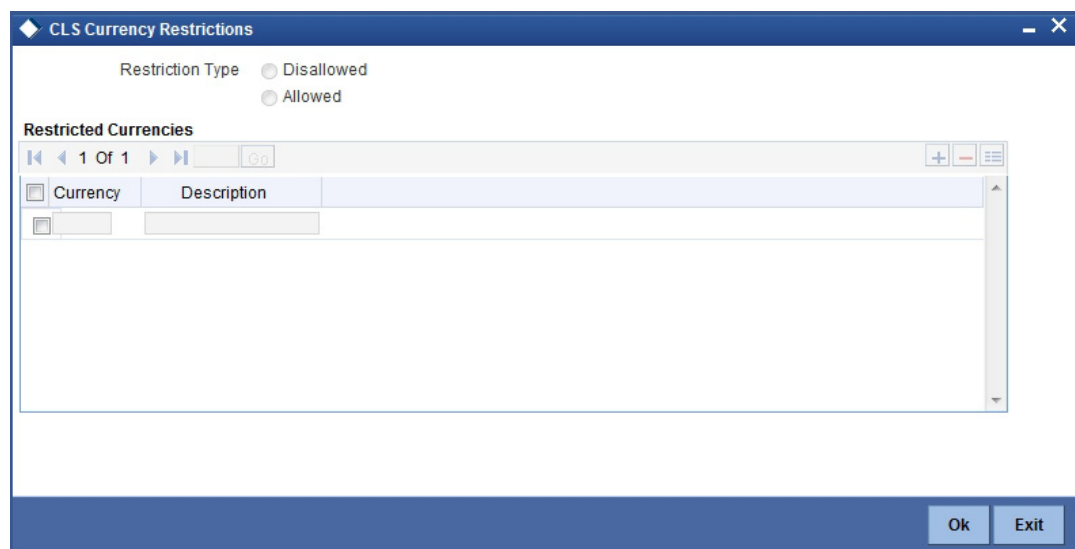 CLS Currency Restrictions
Restriction Type Disallowed
Allowed
Restricted Currencies
1 Of 1 Go
Currency Description
Ok Exit